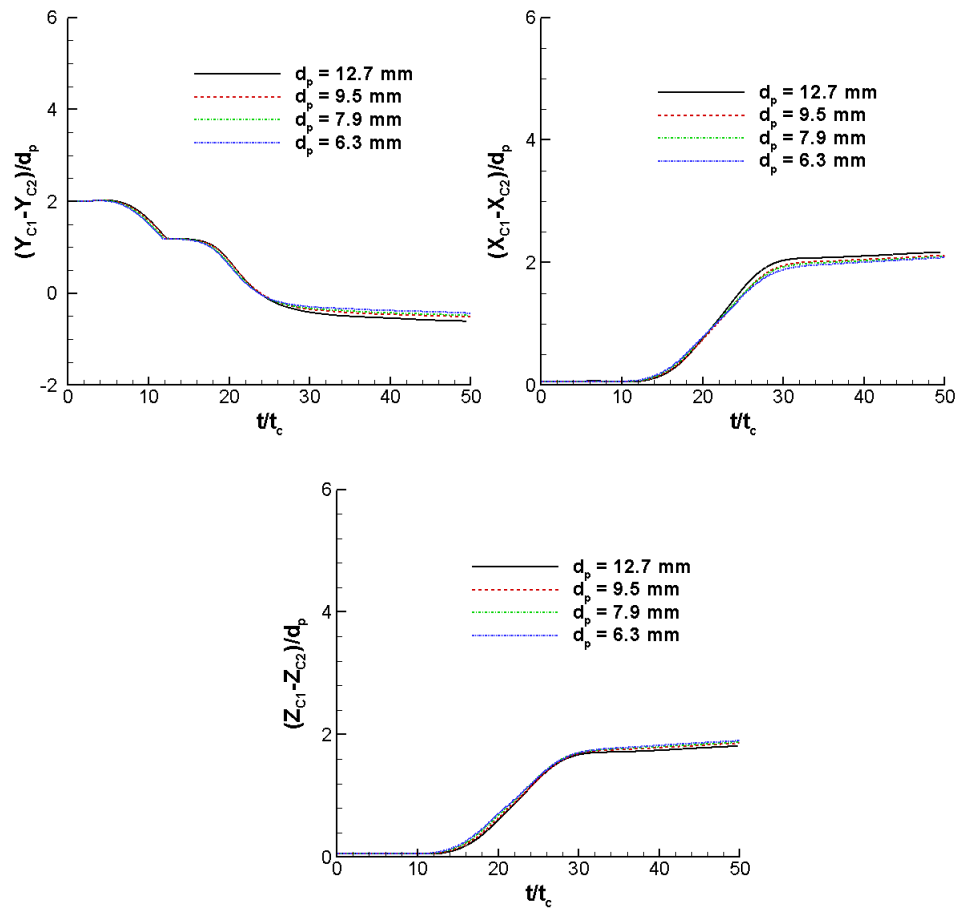 6
4
2
0
-2
(Y_C1-Y_C2)/d_p
d_p = 12.7 mm
d_p = 9.5 mm
d_p = 7.9 mm
d_p = 6.3 mm
0 10 20 30 40 50
t/t_c
6
4
2
0
(X_C1-X_C2)/d_p
d_p = 12.7 mm
d_p = 9.5 mm
d_p = 7.9 mm
d_p = 6.3 mm
0 10 20 30 40 50
t/t_c
6
4
2
0
(Z_C1-Z_C2)/d_p
d_p = 12.7 mm
d_p = 9.5 mm
d_p = 7.9 mm
d_p = 6.3 mm
0 10 20 30 40 50
t/t_c